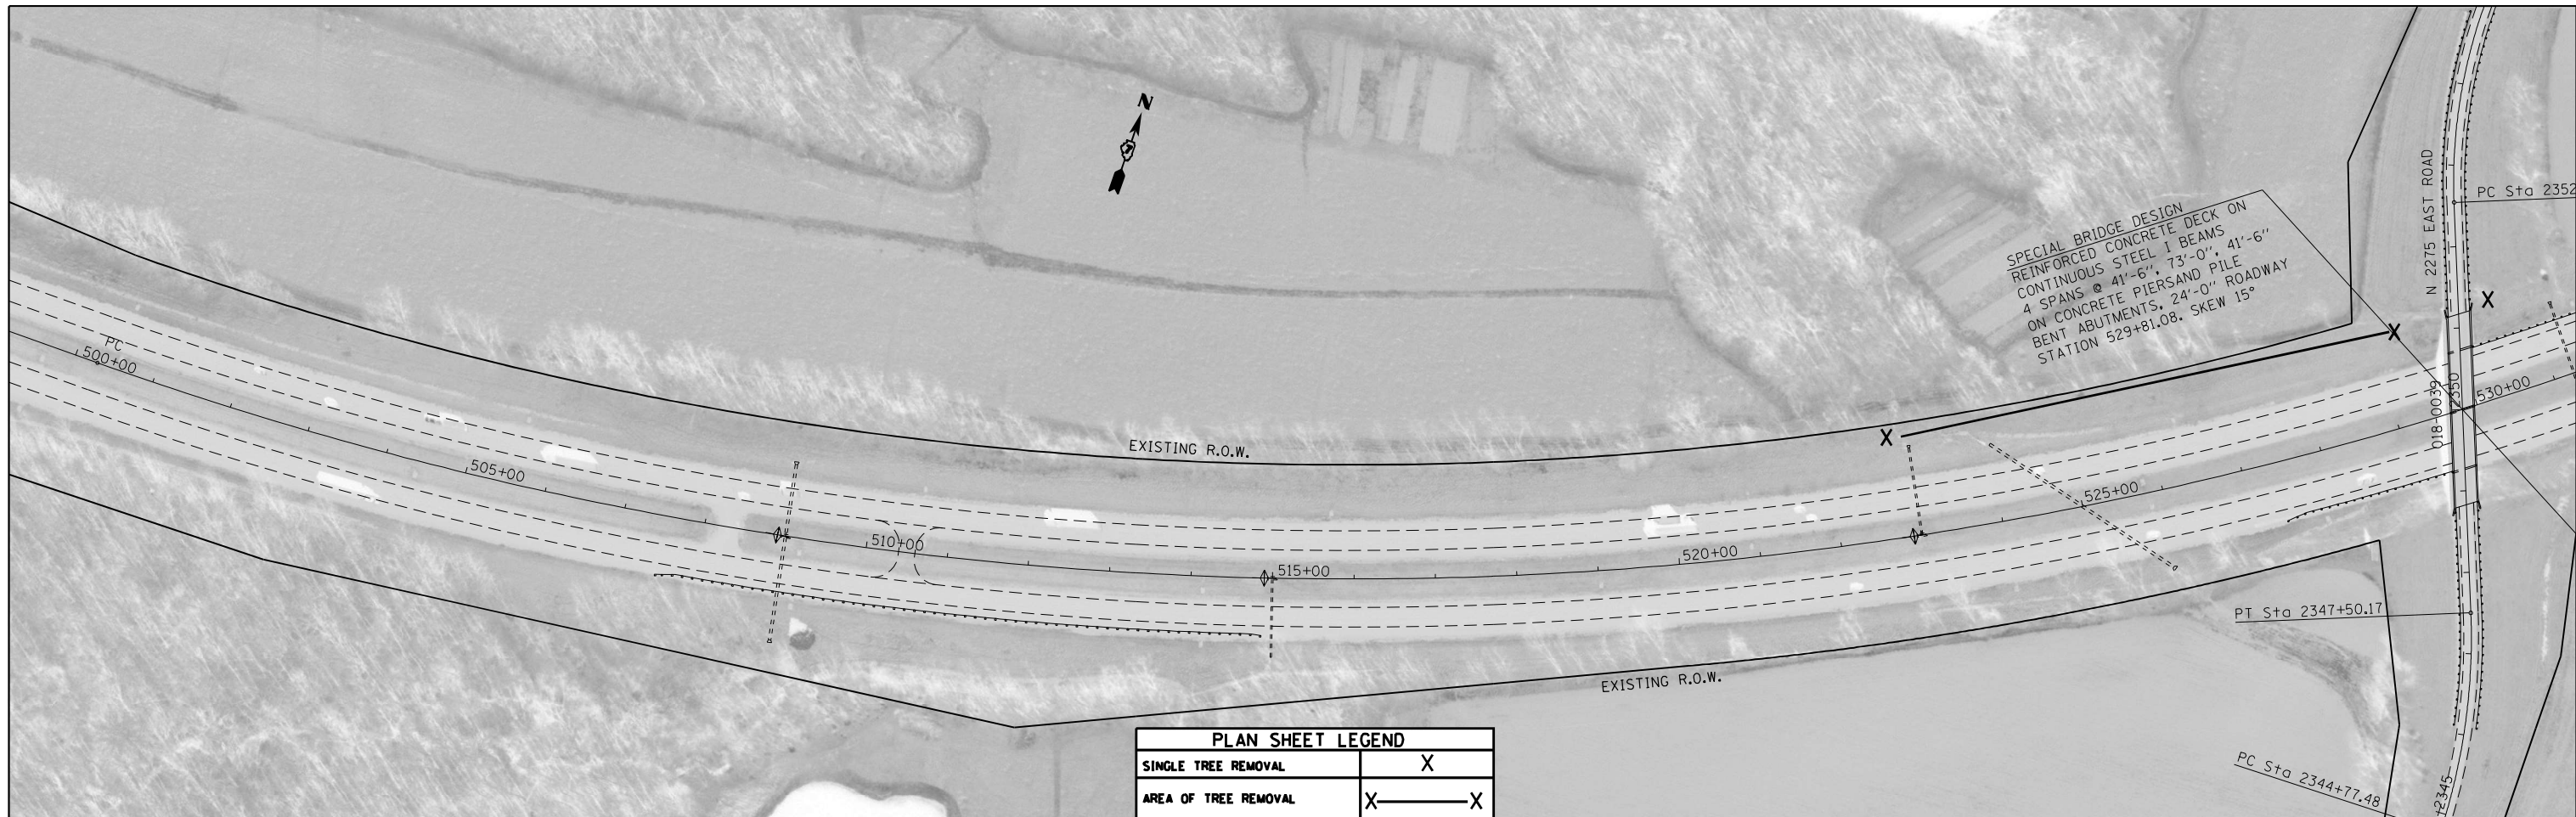 N
SPECIAL BRIDGE DESIGN
REINFORCED CONCRETE DECK ON
CONTINUOUS STEEL I BEAMS
4 SPANS @ 41'-6", 73'-0", 41'-6"
ON CONCRETE PIERSAND PILE
BENT ABUTMENTS, 24'-0" ROADWAY
STATION 529+81.08. SKEW 15°
N 2275 EAST ROAD
PC Sta 2352
X
X
X
PC
500+00
505+00
510+00
515+00
520+00
525+00
530+00
018-0039
2350
EXISTING R.O.W.
EXISTING R.O.W.
PT Sta 2347+50.17
PC Sta 2344+77.48
2345
PLAN SHEET LEGEND
SINGLE TREE REMOVAL X
AREA OF TREE REMOVAL X X